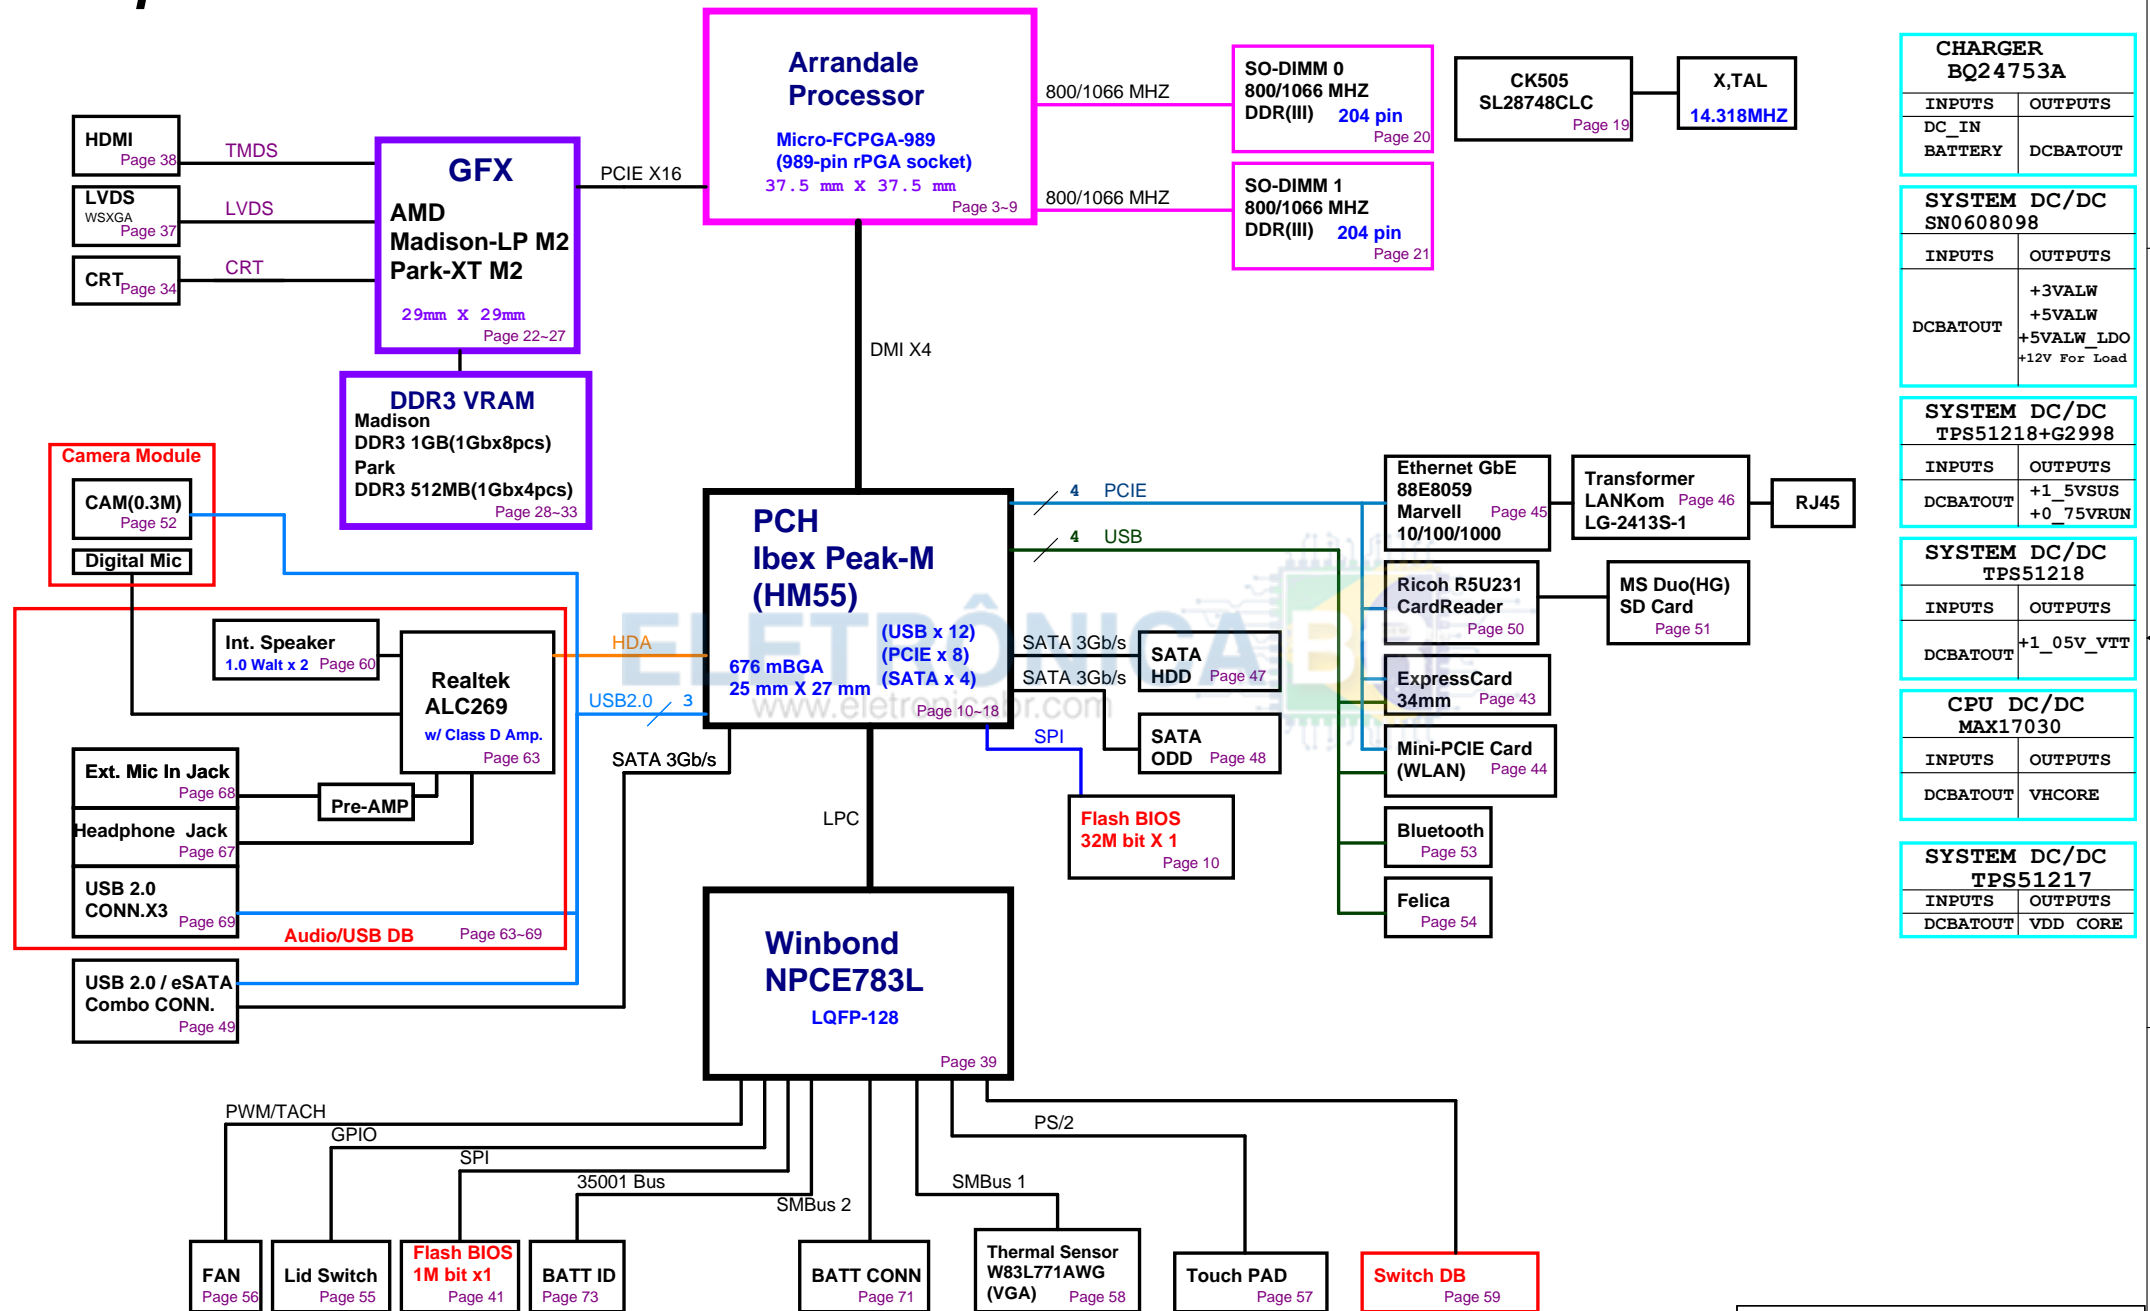 Arrandale
Processor
Micro-FCPGA-989
(989-pin rPGA socket)
37.5 mm X 37.5 mm
Page 3~9
800/1066 MHZ
SO-DIMM 0
800/1066 MHZ
DDR(III) 204 pin
Page 20
800/1066 MHZ
SO-DIMM 1
800/1066 MHZ
DDR(III) 204 pin
Page 21
CK505
SL28748CLC
Page 19
X,TAL
14.318MHZ
HDMI
Page 38
TMDS
LVDS
WSXGA
Page 37
LVDS
CRT
Page 34
CRT
GFX
AMD
Madison-LP M2
Park-XT M2
29mm X 29mm
Page 22~27
PCIE X16
DDR3 VRAM
Madison
DDR3 1GB(1Gbx8pcs)
Park
DDR3 512MB(1Gbx4pcs)
Page 28~33
DMI X4
Camera Module
CAM(0.3M)
Page 52
Digital Mic
Int. Speaker
1.0 Walt x 2 Page 60
Realtek
ALC269
w/ Class D Amp.
Page 63
HDA
USB2.0 3
Ext. Mic In Jack
Page 68
Pre-AMP
Headphone Jack
Page 67
USB 2.0
CONN.X3
Page 69
Audio/USB DB Page 63~69
USB 2.0 / eSATA
Combo CONN.
Page 49
SATA 3Gb/s
PCH
Ibex Peak-M
(HM55)
(USB x 12)
(PCIE x 8)
(SATA x 4)
676 mBGA
25 mm X 27 mm
Page 10~18
ELETRÔNICA BR
www.eletronicabr.com
4 PCIE
4 USB
SATA 3Gb/s
SATA 3Gb/s
SATA
HDD Page 47
SATA
ODD Page 48
SPI
Flash BIOS
32M bit X 1
Page 10
LPC
Ethernet GbE
88E8059
Marvell Page 45
10/100/1000
Transformer
LANKom Page 46
LG-2413S-1
RJ45
Ricoh R5U231
CardReader
Page 50
MS Duo(HG)
SD Card
Page 51
ExpressCard
34mm Page 43
Mini-PCIE Card
(WLAN) Page 44
Bluetooth
Page 53
Felica
Page 54
Winbond
NPCE783L
LQFP-128
Page 39
PWM/TACH
GPIO
SPI
35001 Bus
SMBus 2
SMBus 1
PS/2
FAN
Page 56
Lid Switch
Page 55
Flash BIOS
1M bit x1
Page 41
BATT ID
Page 73
BATT CONN
Page 71
Thermal Sensor
W83L771AWG
(VGA) Page 58
Touch PAD
Page 57
Switch DB
Page 59
CHARGER
BQ24753A
INPUTS OUTPUTS
DC_IN
BATTERY DCBATOUT
SYSTEM DC/DC
SN0608098
INPUTS OUTPUTS
DCBATOUT
+3VALW
+5VALW
+5VALW_LDO
+12V For Load
SYSTEM DC/DC
TPS51218+G2998
INPUTS OUTPUTS
DCBATOUT
+1_5VSUS
+0_75VRUN
SYSTEM DC/DC
TPS51218
INPUTS OUTPUTS
DCBATOUT +1_05V_VTT
CPU DC/DC
MAX17030
INPUTS OUTPUTS
DCBATOUT VHCORE
SYSTEM DC/DC
TPS51217
INPUTS OUTPUTS
DCBATOUT VDD CORE